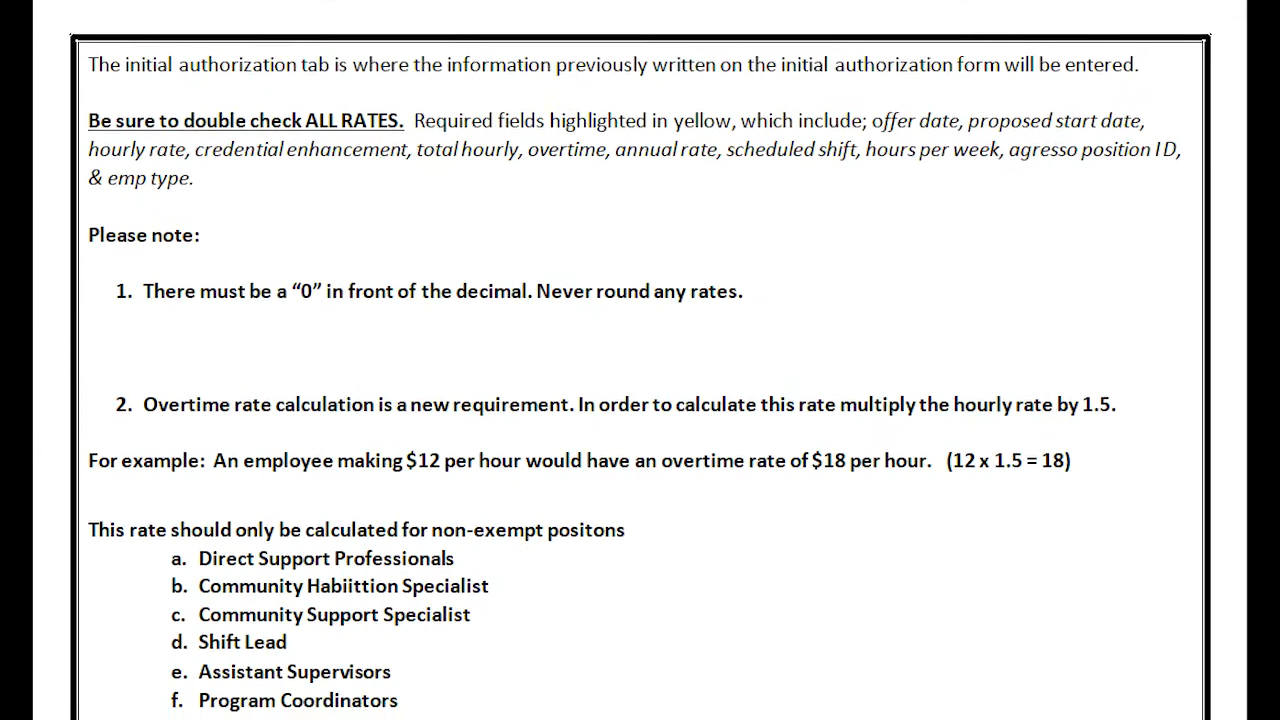 The initial authorization tab is where the information previously written on the initial authorization form will be entered.
Be sure to double check ALL RATES. Required fields highlighted in yellow, which include; offer date, proposed start date,
hourly rate, credential enhancement, total hourly, overtime, annual rate, scheduled shift, hours per week, agresso position ID,
& emp type.
Please note:
1. There must be a “0” in front of the decimal. Never round any rates.
2. Overtime rate calculation is a new requirement. In order to calculate this rate multiply the hourly rate by 1.5.
For example: An employee making $12 per hour would have an overtime rate of $18 per hour. (12 x 1.5 = 18)
This rate should only be calculated for non-exempt positons
a. Direct Support Professionals
b. Community Habiittion Specialist
c. Community Support Specialist
d. Shift Lead
e. Assistant Supervisors
f. Program Coordinators